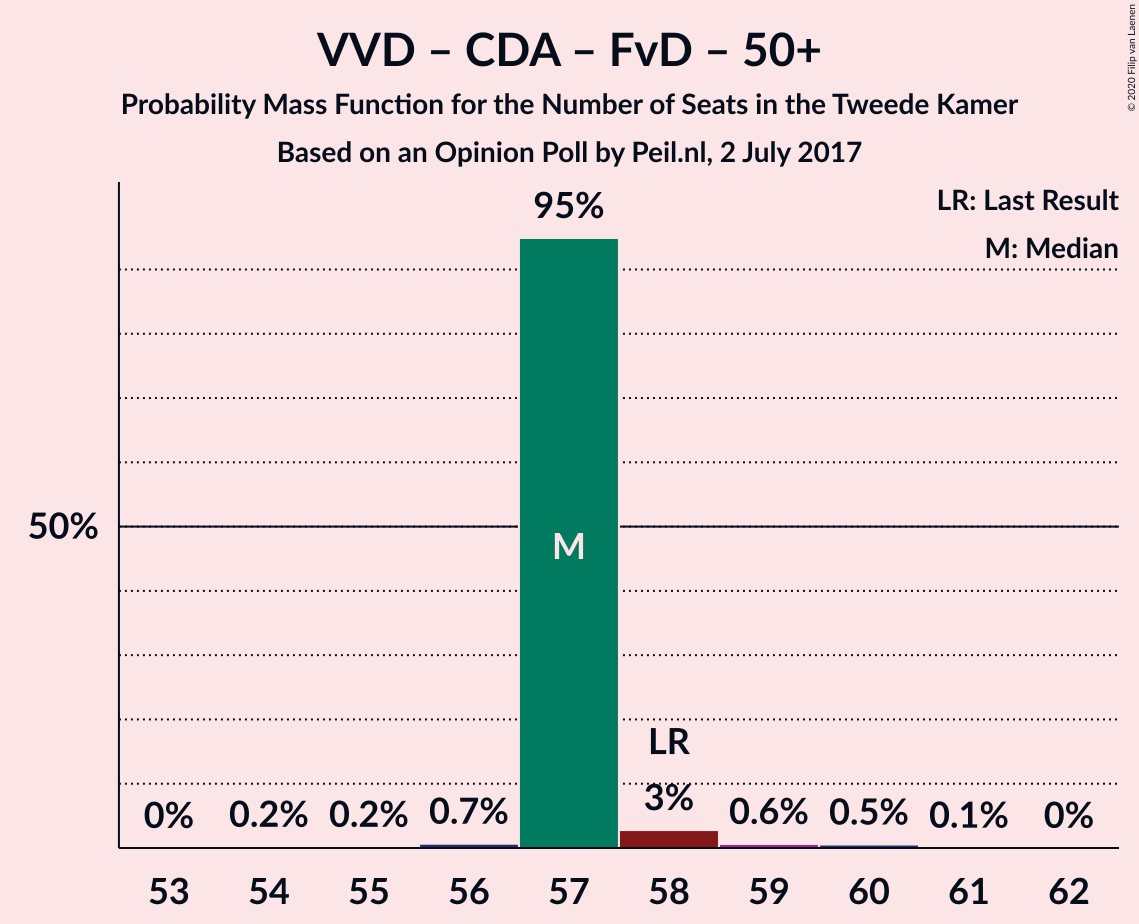 VVD – CDA – FvD – 50+
Probability Mass Function for the Number of Seats in the Tweede Kamer
Based on an Opinion Poll by Peil.nl, 2 July 2017
© 2020 Filip van Laenen
LR: Last Result
M: Median
95%
50%
M
LR
0% 0.2% 0.2% 0.7% 3% 0.6% 0.5% 0.1% 0%
53 54 55 56 57 58 59 60 61 62